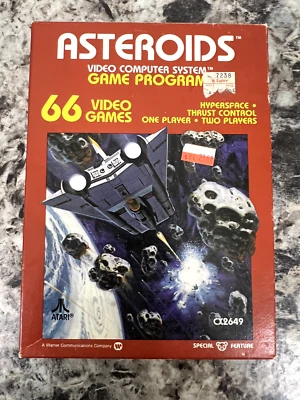 ASTEROIDS™
VIDEO COMPUTER SYSTEM™
GAME PROGRAM
7238
66 VIDEO GAMES
HYPERSPACE •
THRUST CONTROL
ONE PLAYER • TWO PLAYERS
ATARI®
CX2649
A Warner Communications Company
SPECIAL FEATURE